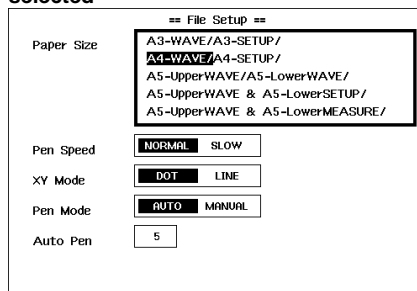 == File Setup ==
Paper Size
A3-WAVE/A3-SETUP/
A4-WAVE/A4-SETUP/
A5-UpperWAVE/A5-LowerWAVE/
A5-UpperWAVE & A5-LowerSETUP/
A5-UpperWAVE & A5-LowerMEASURE/
Pen Speed NORMAL SLOW
XY Mode DOT LINE
Pen Mode AUTO MANUAL
Auto Pen 5